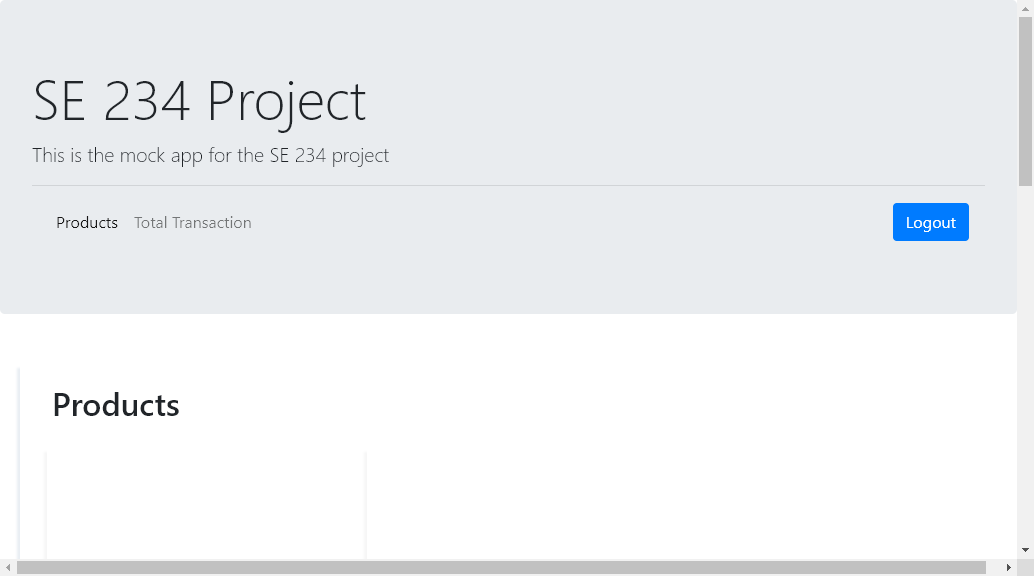 SE 234 Project
This is the mock app for the SE 234 project
Products Total Transaction Logout
Products